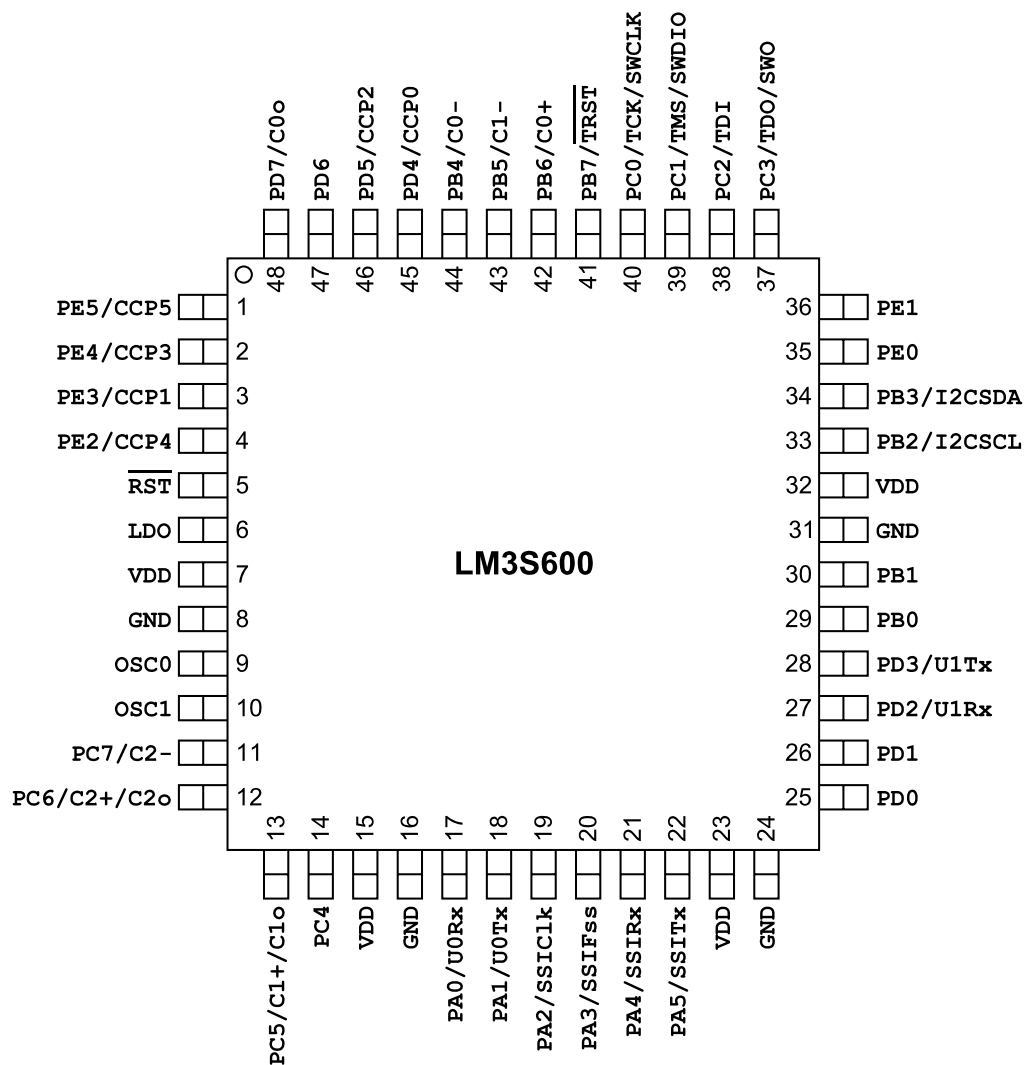 PD7/C0o
PD6
PD5/CCP2
PD4/CCP0
PB4/C0-
PB5/C1-
PB6/C0+
PB7/TRST
PC0/TCK/SWCLK
PC1/TMS/SWDIO
PC2/TDI
PC3/TDO/SWO
48
47
46
45
44
43
42
41
40
39
38
37
PE5/CCP5 1
PE4/CCP3 2
PE3/CCP1 3
PE2/CCP4 4
RST 5
LDO 6
VDD 7
GND 8
OSC0 9
OSC1 10
PC7/C2- 11
PC6/C2+/C2o 12
LM3S600
36 PE1
35 PE0
34 PB3/I2CSDA
33 PB2/I2CSCL
32 VDD
31 GND
30 PB1
29 PB0
28 PD3/U1Tx
27 PD2/U1Rx
26 PD1
25 PD0
13
14
15
16
17
18
19
20
21
22
23
24
PC5/C1+/C1o
PC4
VDD
GND
PA0/U0Rx
PA1/U0Tx
PA2/SSIClk
PA3/SSIFss
PA4/SSIRx
PA5/SSITx
VDD
GND